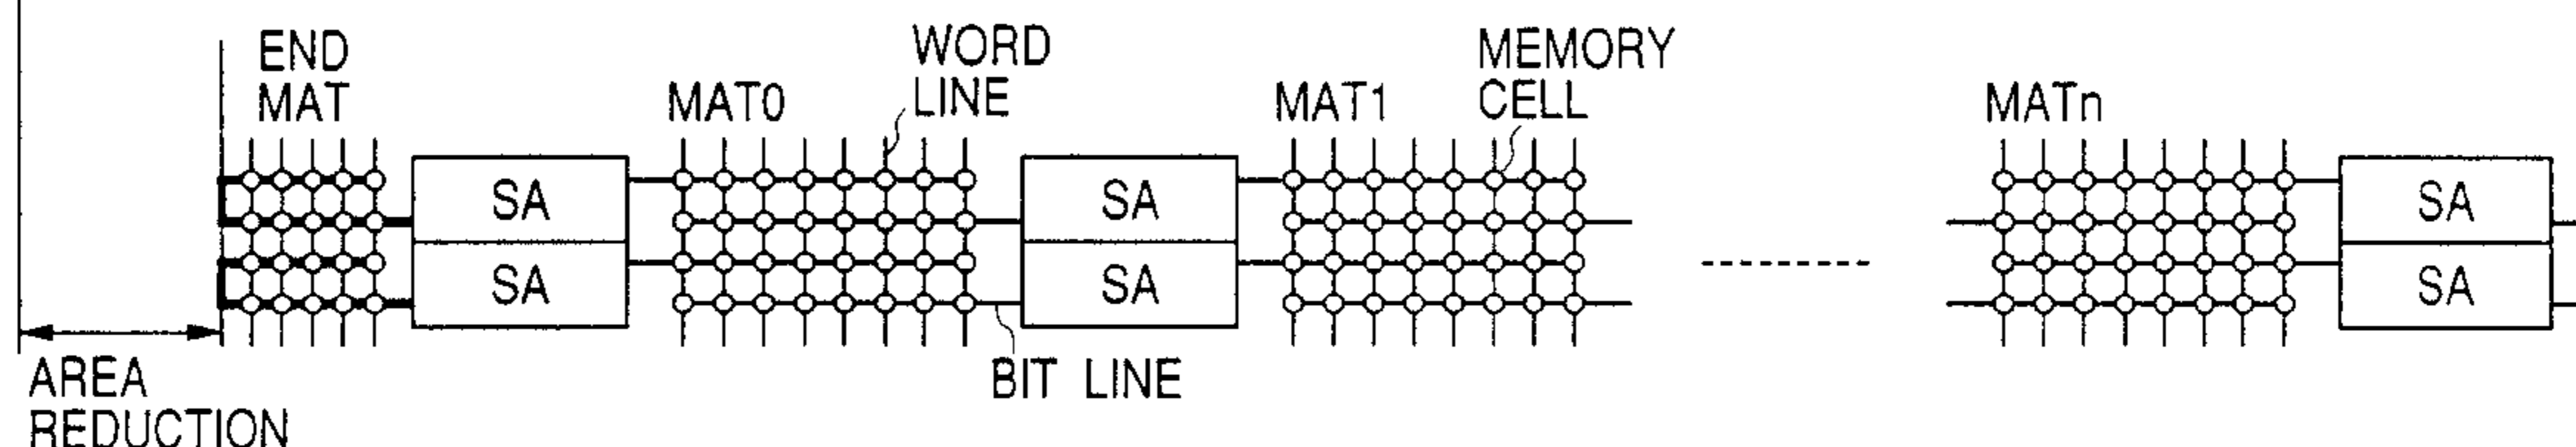 END
MAT
MAT0
WORD
LINE
MAT1
MEMORY
CELL
MATn
SA
SA
SA
SA
SA
SA
BIT LINE
AREA
REDUCTION